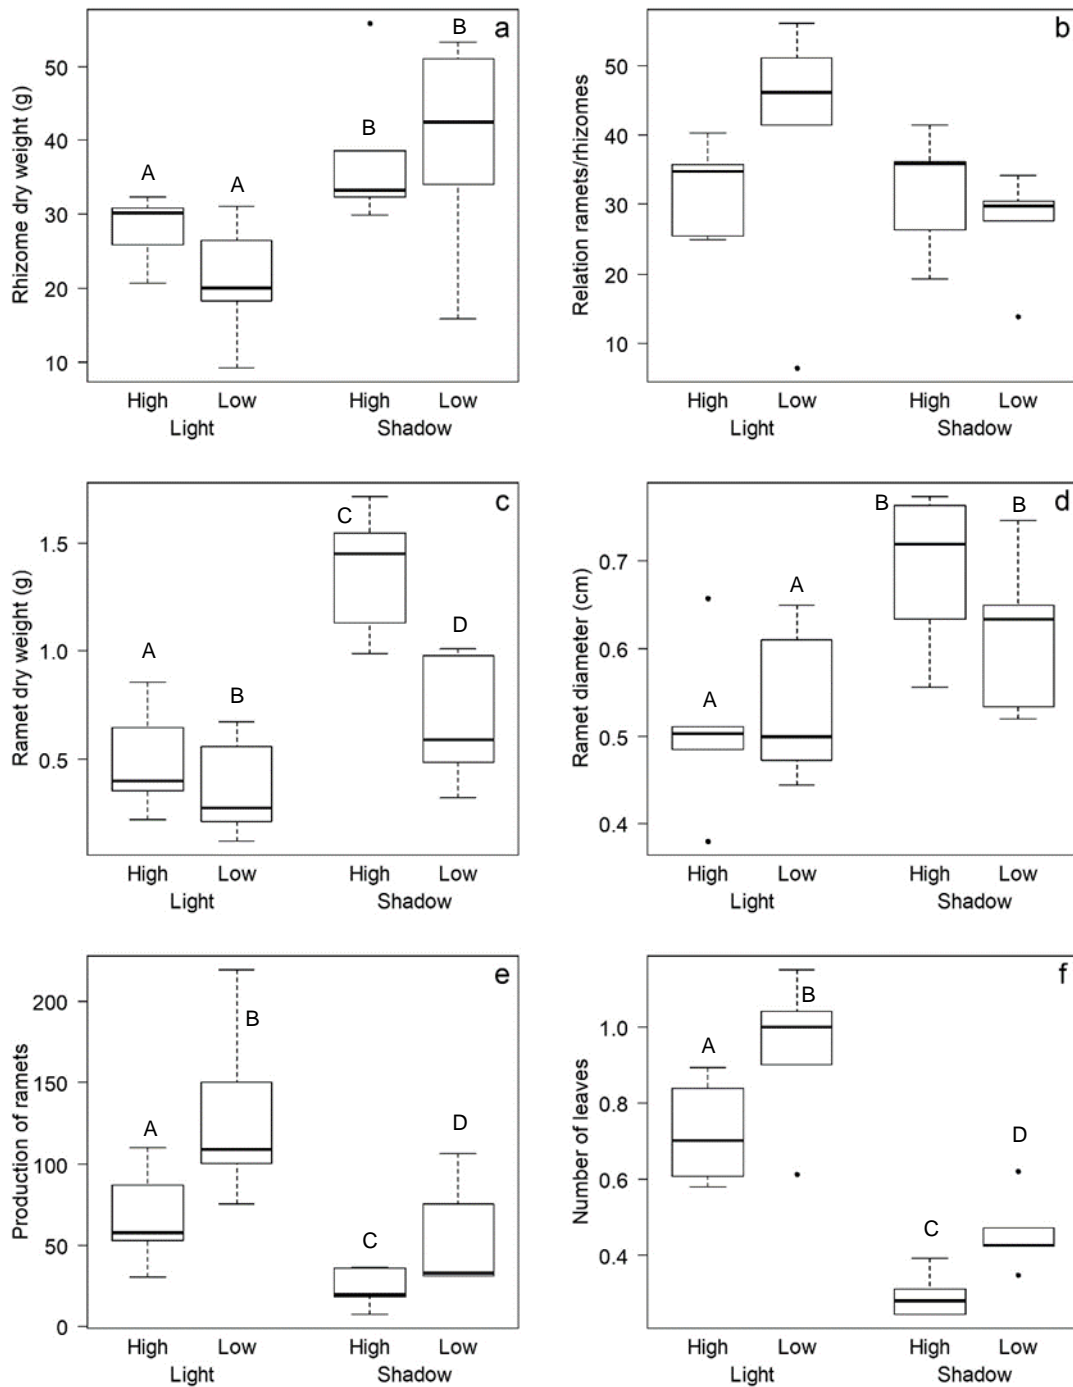 a
Rhizome dry weight (g)
50
40
30
20
10
A
A
B
B
High Low High Low
Light Shadow
b
Relation ramets/rhizomes
50
40
30
20
10
High Low High Low
Light Shadow
c
Ramet dry weight (g)
1.5
1.0
0.5
A
B
C
D
High Low High Low
Light Shadow
d
Ramet diameter (cm)
0.7
0.6
0.5
0.4
A
A
B
B
High Low High Low
Light Shadow
e
Production of ramets
200
150
100
50
0
A
B
C
D
High Low High Low
Light Shadow
f
Number of leaves
1.0
0.8
0.6
0.4
A
B
C
D
High Low High Low
Light Shadow